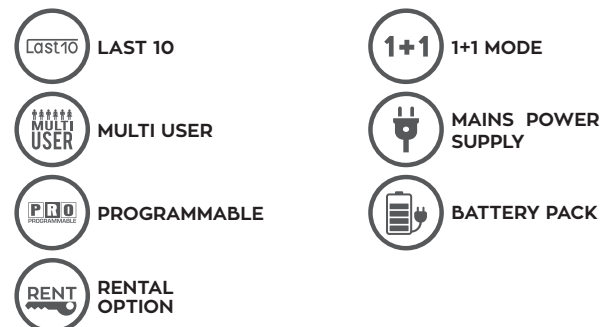 Last10
LAST 10
MULTI
USER
MULTI USER
PRO
PROGRAMMABLE
PROGRAMMABLE
RENT
RENTAL
OPTION
1+1
1+1 MODE
MAINS POWER
SUPPLY
BATTERY PACK